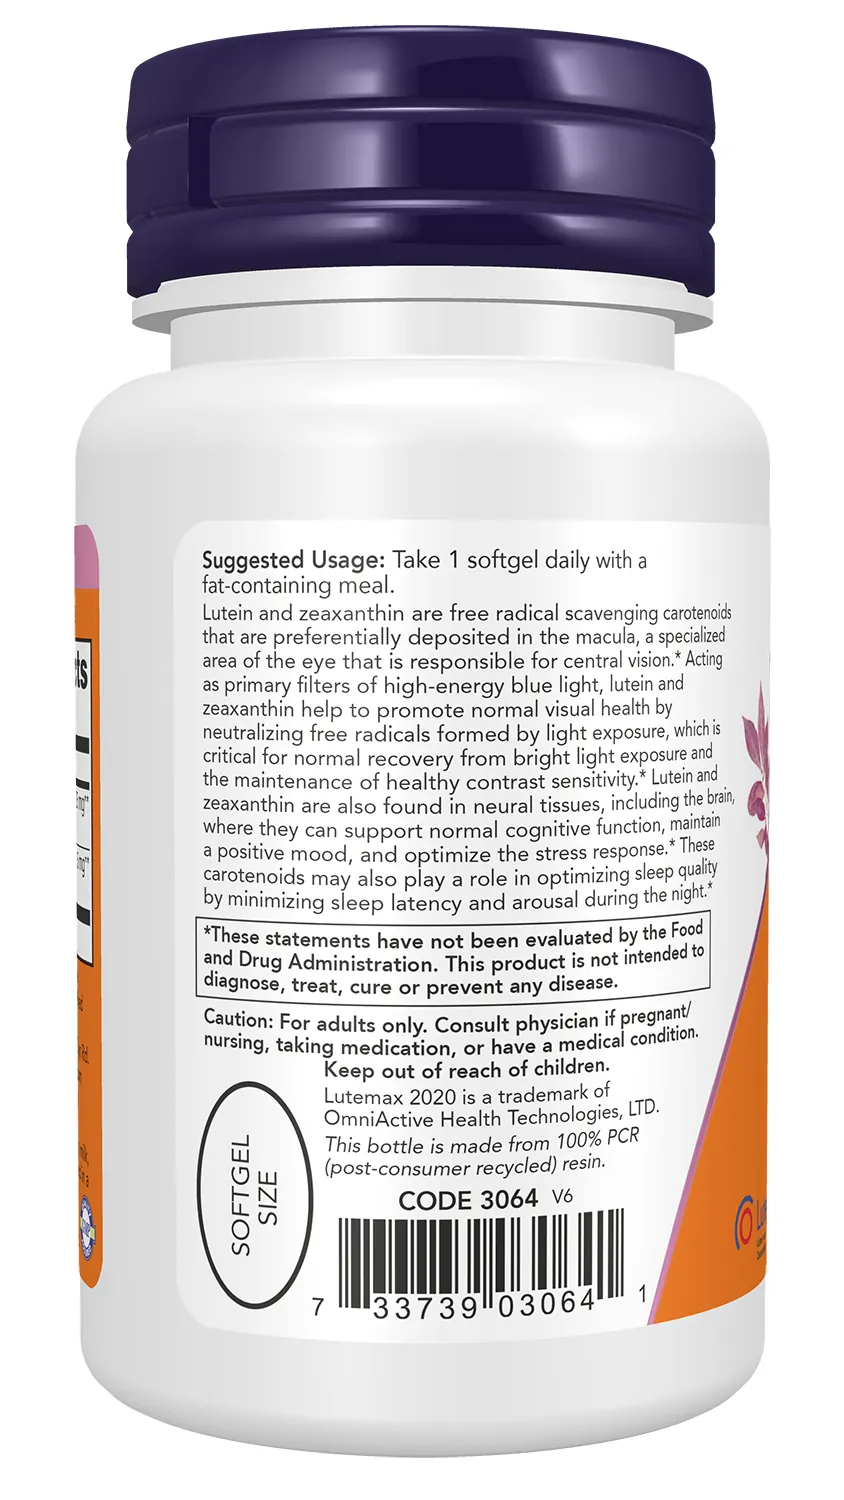 Suggested Usage: Take 1 softgel daily with a
fat-containing meal.
Lutein and zeaxanthin are free radical scavenging carotenoids
that are preferentially deposited in the macula, a specialized
area of the eye that is responsible for central vision.* Acting
as primary filters of high-energy blue light, lutein and
zeaxanthin help to promote normal visual health by
neutralizing free radicals formed by light exposure, which is
critical for normal recovery from bright light exposure and
the maintenance of healthy contrast sensitivity.* Lutein and
zeaxanthin are also found in neural tissues, including the brain,
where they can support normal cognitive function, maintain
a positive mood, and optimize the stress response.* These
carotenoids may also play a role in optimizing sleep quality
by minimizing sleep latency and arousal during the night.*
*These statements have not been evaluated by the Food
and Drug Administration. This product is not intended to
diagnose, treat, cure or prevent any disease.
Caution: For adults only. Consult physician if pregnant/
nursing, taking medication, or have a medical condition.
Keep out of reach of children.
Lutemax 2020 is a trademark of
OmniActive Health Technologies, LTD.
This bottle is made from 100% PCR
(post-consumer recycled) resin.
SOFTGEL
SIZE
CODE 3064 V6
7 33739 03064 1